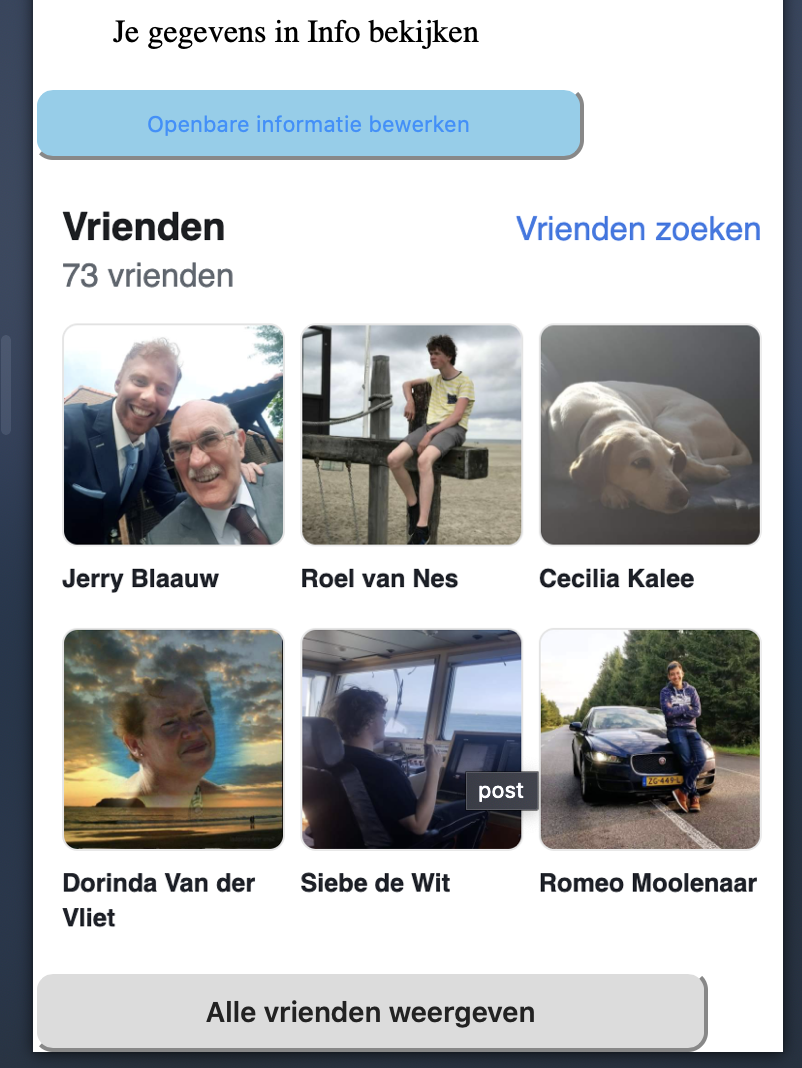 Je gegevens in Info bekijken
Openbare informatie bewerken
Vrienden
Vrienden zoeken
73 vrienden
Jerry Blaauw
Roel van Nes
Cecilia Kalee
ZG-449-L
post
Dorinda Van der
Vliet
Siebe de Wit
Romeo Moolenaar
Alle vrienden weergeven